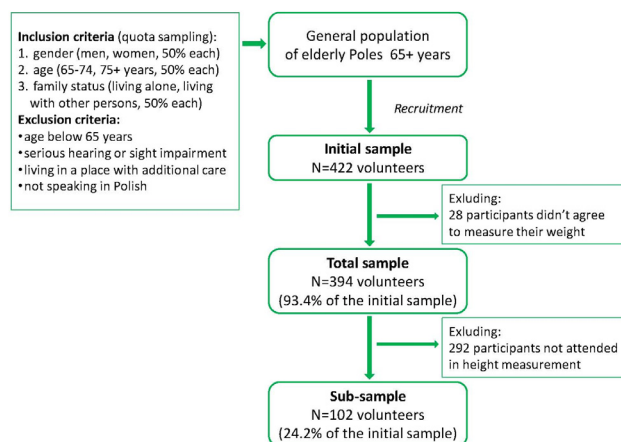 Inclusion criteria (quota sampling):
1. gender (men, women, 50% each)
2. age (65-74, 75+ years, 50% each)
3. family status (living alone, living
with other persons, 50% each)
Exclusion criteria:
•age below 65 years
•serious hearing or sight impairment
•living in a place with additional care
•not speaking in Polish
General population
of elderly Poles 65+ years
Recruitment
Initial sample
N=422 volunteers
Exluding:
28 participants didn't agree
to measure their weight
Total sample
N=394 volunteers
(93.4% of the initial sample)
Exluding:
292 participants not attended
in height measurement
Sub-sample
N=102 volunteers
(24.2% of the initial sample)